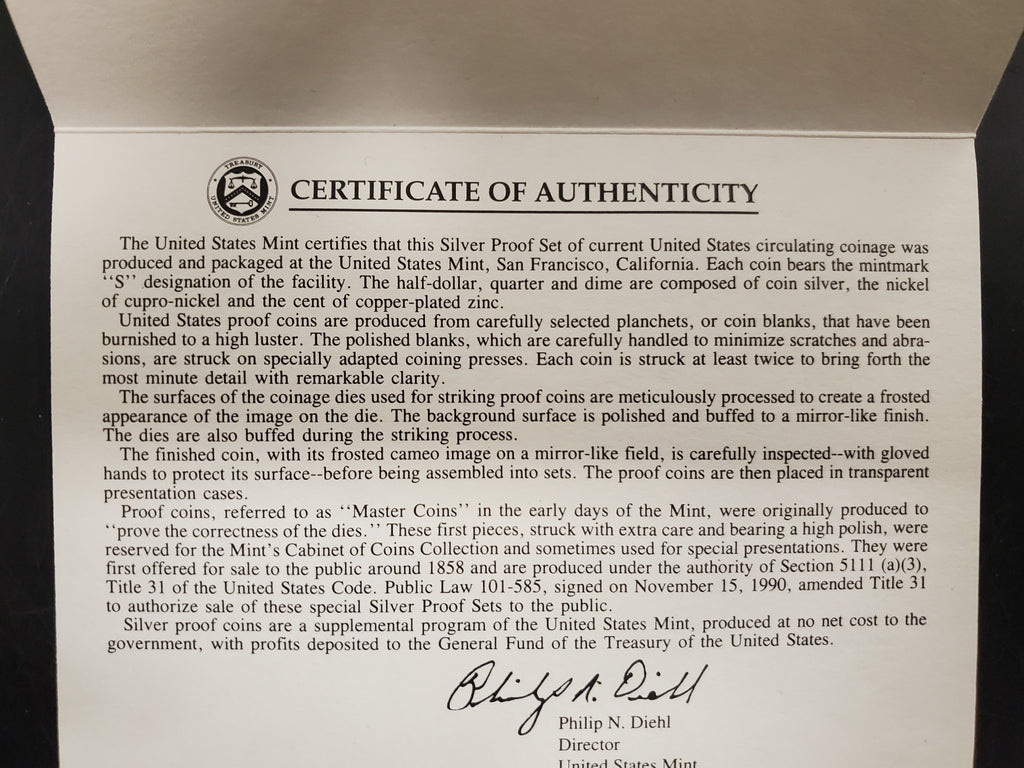 TREASURY
UNITED STATES MINT
CERTIFICATE OF AUTHENTICITY
The United States Mint certifies that this Silver Proof Set of current United States circulating coinage was
produced and packaged at the United States Mint, San Francisco, California. Each coin bears the mintmark
‘‘S’’ designation of the facility. The half-dollar, quarter and dime are composed of coin silver, the nickel
of cupro-nickel and the cent of copper-plated zinc.
United States proof coins are produced from carefully selected planchets, or coin blanks, that have been
burnished to a high luster. The polished blanks, which are carefully handled to minimize scratches and abra-
sions, are struck on specially adapted coining presses. Each coin is struck at least twice to bring forth the
most minute detail with remarkable clarity.
The surfaces of the coinage dies used for striking proof coins are meticulously processed to create a frosted
appearance of the image on the die. The background surface is polished and buffed to a mirror-like finish.
The dies are also buffed during the striking process.
The finished coin, with its frosted cameo image on a mirror-like field, is carefully inspected--with gloved
hands to protect its surface--before being assembled into sets. The proof coins are then placed in transparent
presentation cases.
Proof coins, referred to as ‘‘Master Coins’’ in the early days of the Mint, were originally produced to
‘‘prove the correctness of the dies.’’ These first pieces, struck with extra care and bearing a high polish, were
reserved for the Mint's Cabinet of Coins Collection and sometimes used for special presentations. They were
first offered for sale to the public around 1858 and are produced under the authority of Section 5111 (a)(3),
Title 31 of the United States Code. Public Law 101-585, signed on November 15, 1990, amended Title 31
to authorize sale of these special Silver Proof Sets to the public.
Silver proof coins are a supplemental program of the United States Mint, produced at no net cost to the
government, with profits deposited to the General Fund of the Treasury of the United States.
Philip N. Diehl
Philip N. Diehl
Director
United States Mint